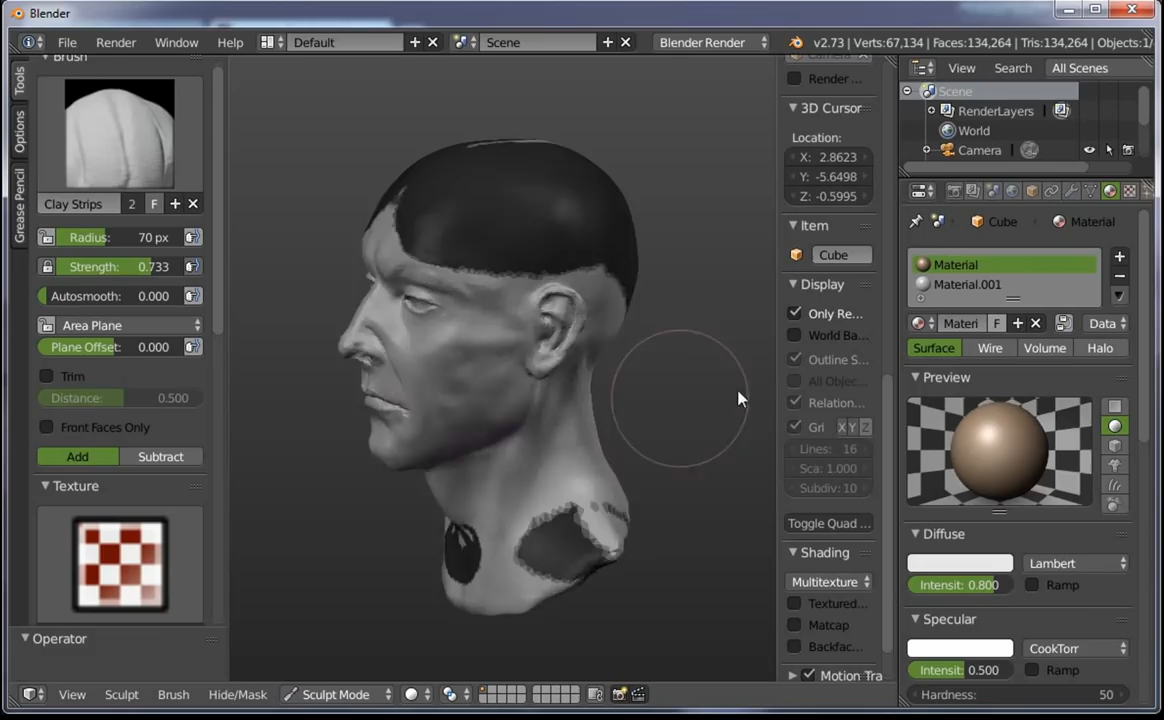 Blender
File Render Window Help Default Scene Blender Render v2.73 | Verts:67,134 | Faces:134,264 | Tris:134,264 | Objects:1/
Brush
Tools
Options
Grease Pencil
Clay Strips 2 F
Radius: 70 px
Strength: 0.733
Autosmooth: 0.000
Area Plane
Plane Offset: 0.000
Trim
Distance: 0.500
Front Faces Only
Add Subtract
Texture
Operator
View Sculpt Brush Hide/Mask Sculpt Mode
Render ...
3D Cursor
Location:
X: 2.8623
Y: -5.6498
Z: -0.5995
Item
Cube
Display
Only Re...
World Ba...
Outline S...
All Objec...
Relation...
Gri X Y Z
Lines: 16
Sca: 1.000
Subdiv: 10
Toggle Quad ...
Shading
Multitexture
Textured...
Matcap
Backfac...
Motion Tra
View Search All Scenes
Scene
RenderLayers
World
Camera
Cube Material
Material
Material.001
Materi F Data
Surface Wire Volume Halo
Preview
Diffuse
Lambert
Intensit: 0.800 Ramp
Specular
CookTorr
Intensit: 0.500 Ramp
Hardness: 50